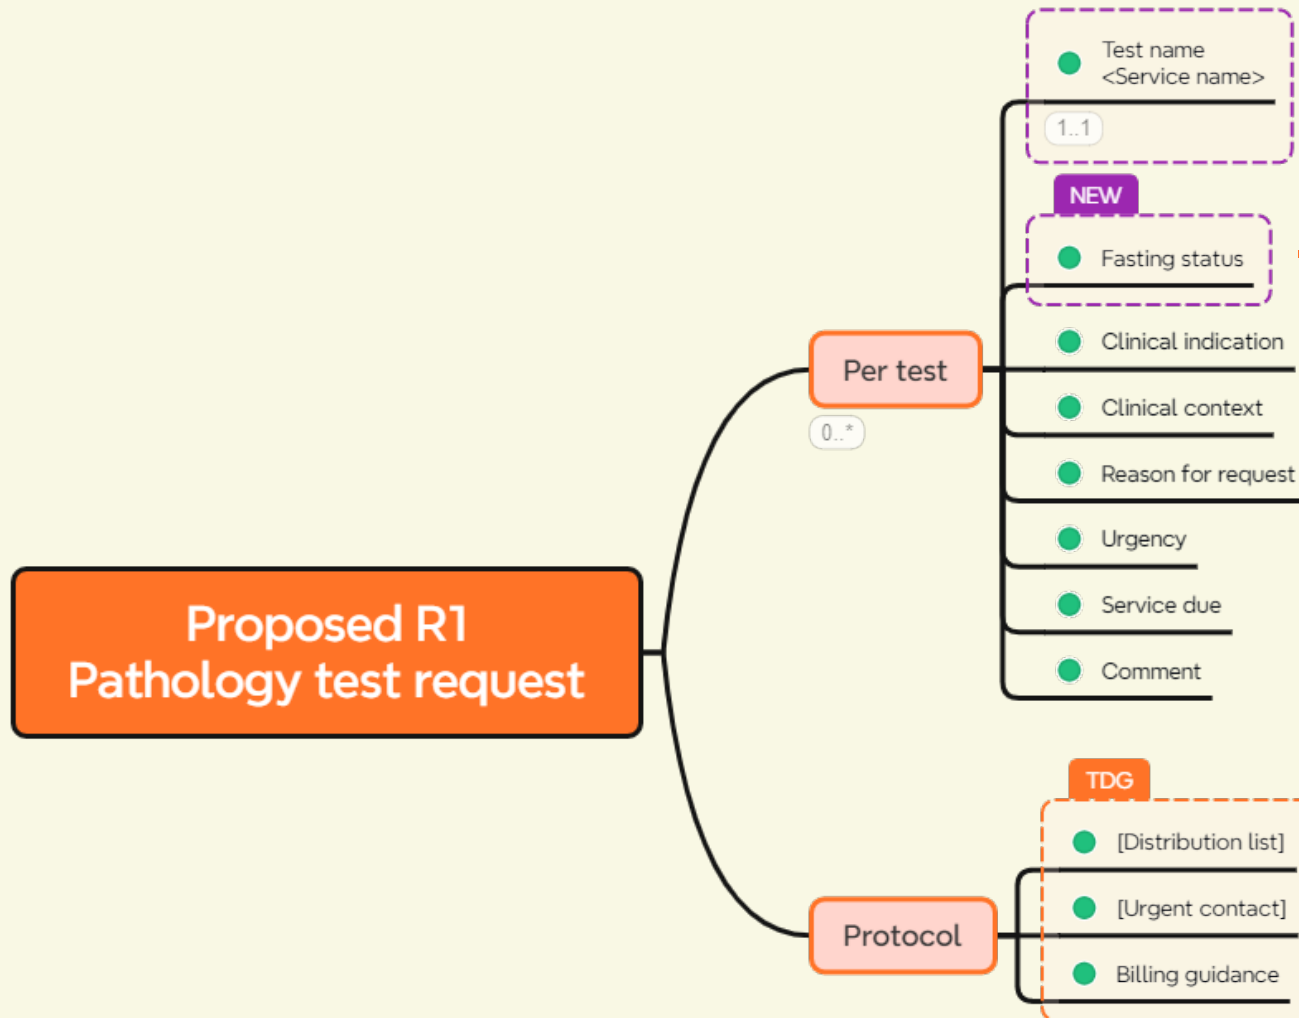 Test name
<Service name>
1..1
NEW
Fasting status
Clinical indication
Per test
0..*
Clinical context
Reason for request
Urgency
Service due
Comment
Proposed R1
Pathology test request
TDG
[Distribution list]
[Urgent contact]
Protocol
Billing guidance